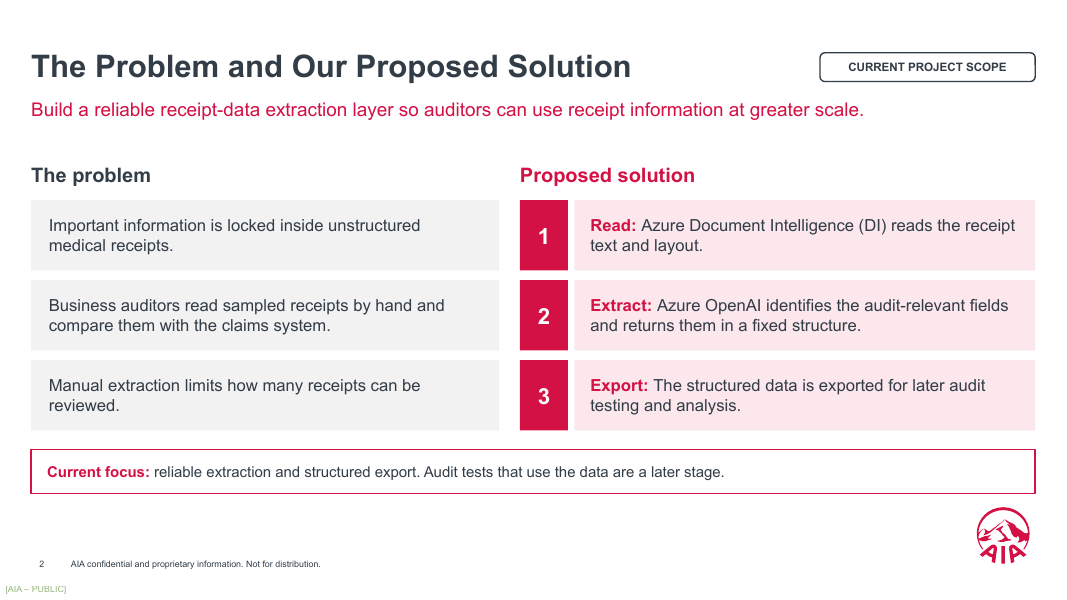 The Problem and Our Proposed Solution
CURRENT PROJECT SCOPE
Build a reliable receipt-data extraction layer so auditors can use receipt information at greater scale.
The problem
Important information is locked inside unstructured
medical receipts.
Business auditors read sampled receipts by hand and
compare them with the claims system.
Manual extraction limits how many receipts can be
reviewed.
Proposed solution
1
Read: Azure Document Intelligence (DI) reads the receipt
text and layout.
2
Extract: Azure OpenAI identifies the audit-relevant fields
and returns them in a fixed structure.
3
Export: The structured data is exported for later audit
testing and analysis.
Current focus: reliable extraction and structured export. Audit tests that use the data are a later stage.
AIA
2
AIA confidential and proprietary information. Not for distribution.
[AIA – PUBLIC]